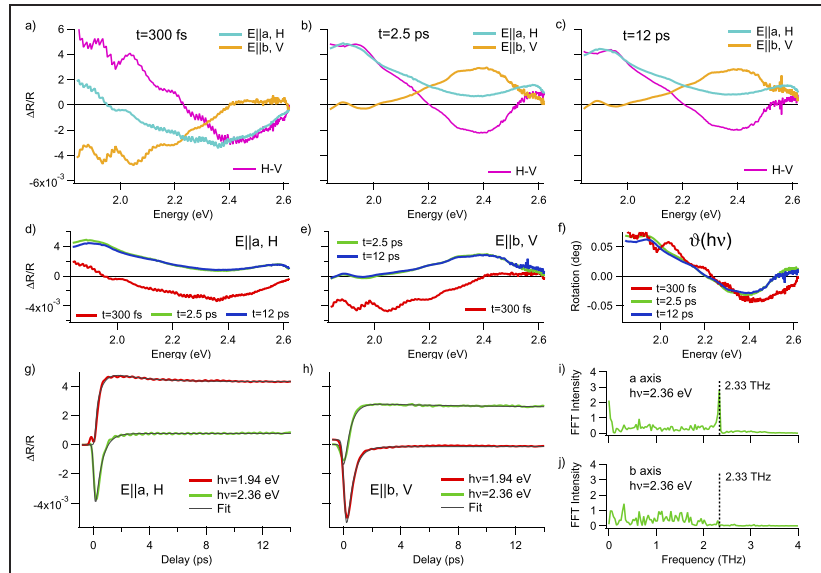 a) t=300 fs E||a, H
E||b, V
b) t=2.5 ps E||a, H
E||b, V
c) t=12 ps E||a, H
E||b, V
6
4
2
0
-2
-4
-6x10⁻³
ΔR/R
H-V
H-V
H-V
2.0 2.2 2.4 2.6
Energy (eV)
2.0 2.2 2.4 2.6
Energy (eV)
2.0 2.2 2.4 2.6
Energy (eV)
d) E||a, H
4
0
-4x10⁻³
ΔR/R
t=300 fs t=2.5 ps t=12 ps
2.0 2.2 2.4 2.6
Energy (eV)
e) E||b, V
t=2.5 ps
t=12 ps
t=300 fs
2.0 2.2 2.4 2.6
Energy (eV)
f) ϑ(hν)
0.05
0.00
-0.05
Rotation (deg)
t=300 fs
t=2.5 ps
t=12 ps
2.0 2.2 2.4 2.6
Energy (eV)
g)
4
2
0
-2
-4x10⁻³
ΔR/R
E||a, H
hν=1.94 eV
hν=2.36 eV
Fit
0 4 8 12
Delay (ps)
h)
E||b, V
hν=1.94 eV
hν=2.36 eV
Fit
0 4 8 12
Delay (ps)
i) a axis
hν=2.36 eV
2.33 THz
4
3
2
1
0
FFT Intensity
j) b axis
hν=2.36 eV
2.33 THz
4
3
2
1
0
FFT Intensity
0 1 2 3 4
Frequency (THz)